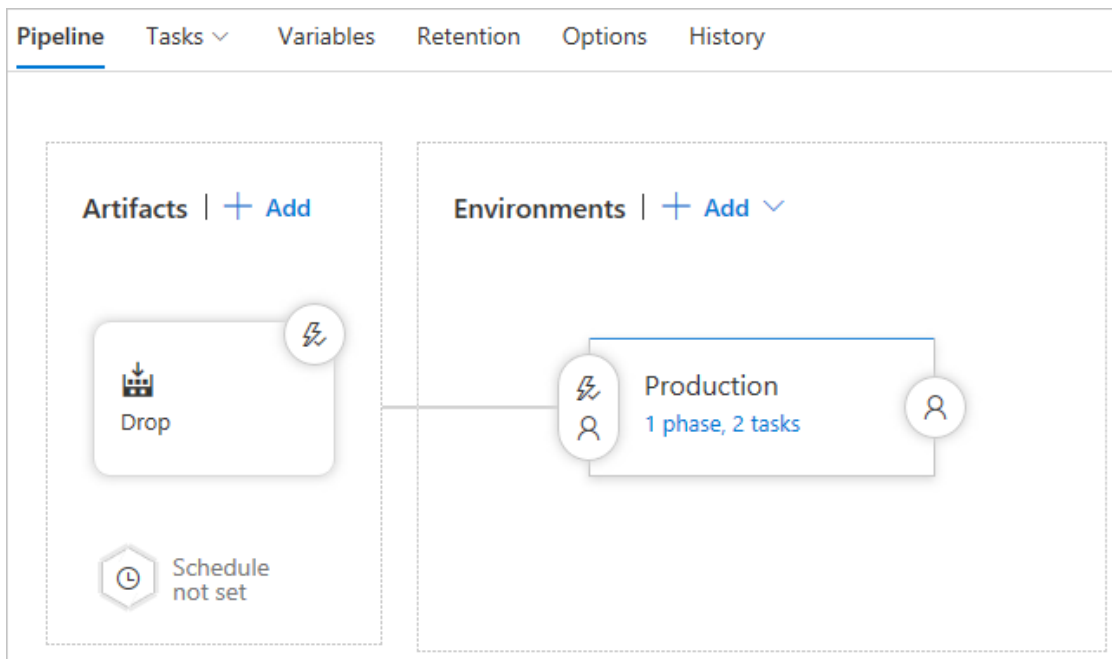 Pipeline Tasks Variables Retention Options History
Artifacts | + Add
Environments | + Add
Drop
Production
1 phase, 2 tasks
Schedule
not set